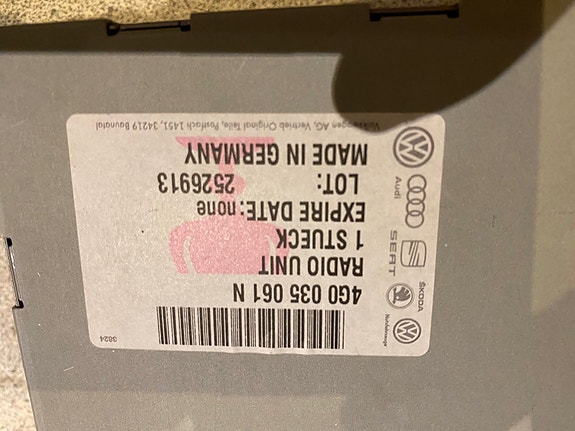 3824
4G0 035 061 N
RADIO UNIT
1 STUECK
EXPIRE DATE: none
LOT: 2526913
MADE IN GERMANY
Volkswagen AG, Vertrieb Original Teile, Postfach 1451, 34219 Baunatal
Nutzfahrzeuge
ŠKODA
SEAT
Audi